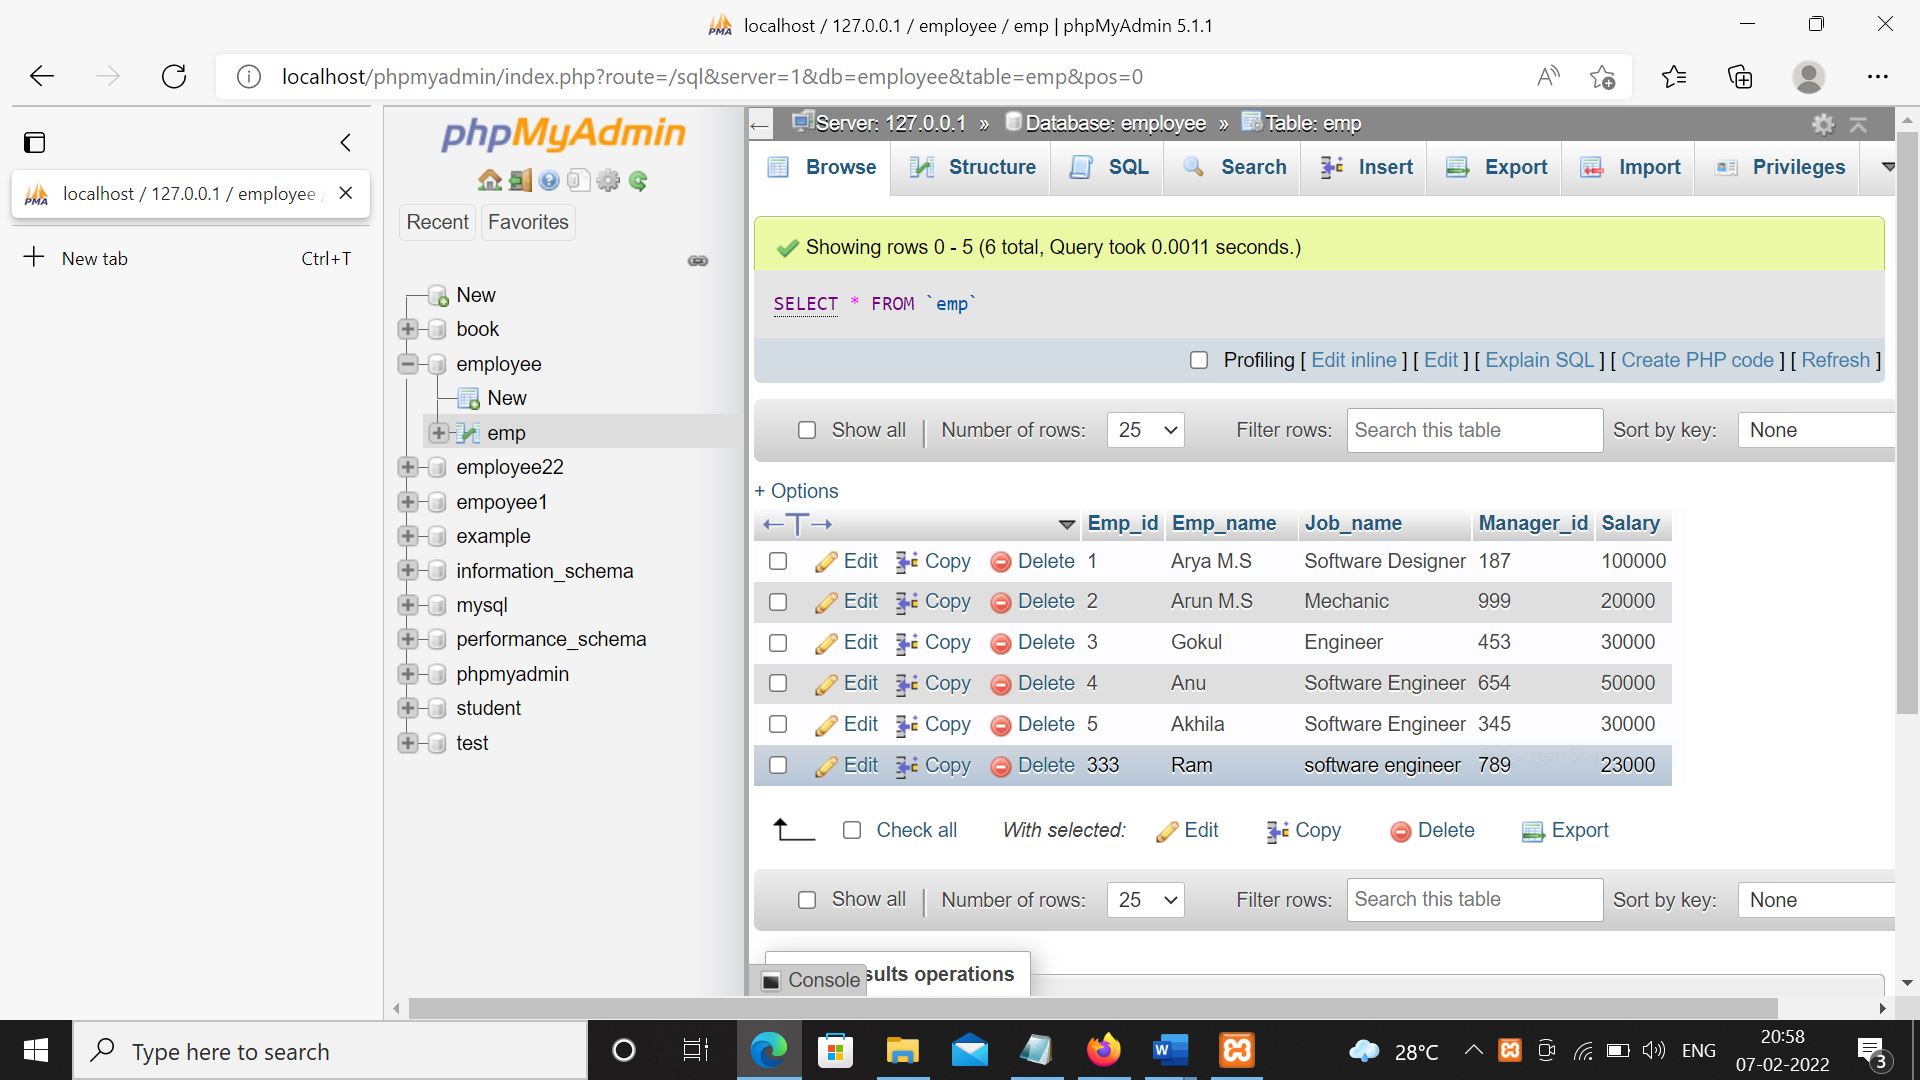 localhost / 127.0.0.1 / employee / emp | phpMyAdmin 5.1.1
localhost/phpmyadmin/index.php?route=/sql&server=1&db=employee&table=emp&pos=0
localhost / 127.0.0.1 / employee /
New tab Ctrl+T
phpMyAdmin
Recent Favorites
New
book
employee
New
emp
employee22
empoyee1
example
information_schema
mysql
performance_schema
phpmyadmin
student
test
Server: 127.0.0.1 » Database: employee » Table: emp
Browse Structure SQL Search Insert Export Import Privileges
Showing rows 0 - 5 (6 total, Query took 0.0011 seconds.)
SELECT * FROM `emp`
Profiling [ Edit inline ] [ Edit ] [ Explain SQL ] [ Create PHP code ] [ Refresh ]
Show all | Number of rows: 25 Filter rows: Search this table Sort by key: None
+ Options
←T→ Emp_id Emp_name Job_name Manager_id Salary
Edit Copy Delete 1 Arya M.S Software Designer 187 100000
Edit Copy Delete 2 Arun M.S Mechanic 999 20000
Edit Copy Delete 3 Gokul Engineer 453 30000
Edit Copy Delete 4 Anu Software Engineer 654 50000
Edit Copy Delete 5 Akhila Software Engineer 345 30000
Edit Copy Delete 333 Ram software engineer 789 23000
Check all With selected: Edit Copy Delete Export
Show all | Number of rows: 25 Filter rows: Search this table Sort by key: None
Console sults operations
Type here to search
28°C ENG
20:58
07-02-2022
3